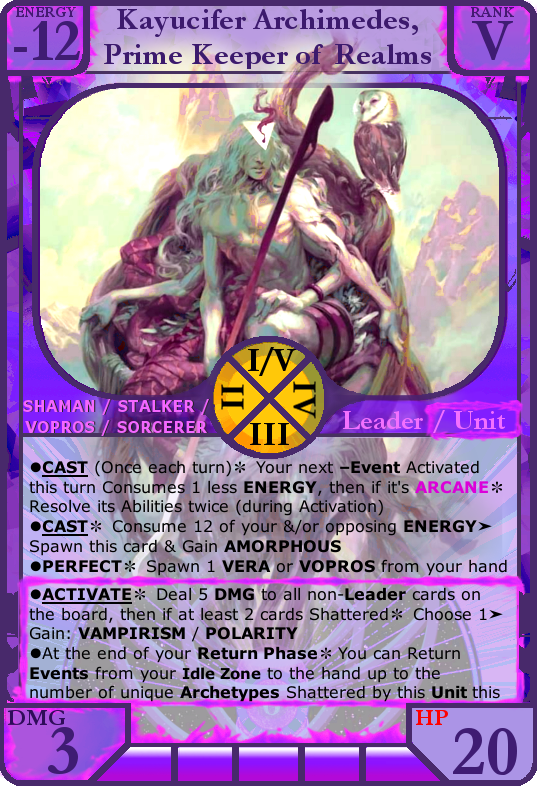 ENERGY
-12
Kayucifer Archimedes,
Prime Keeper of Realms
RANK
V
I/V
II
IV
III
SHAMAN / STALKER /
VOPROS / SORCERER
Leader / Unit
●CAST (Once each turn)✻ Your next –Event Activated
this turn Consumes 1 less ENERGY, then if it's ARCANE✻
Resolve its Abilities twice (during Activation)
●CAST✻ Consume 12 of your &/or opposing ENERGY➤
Spawn this card & Gain AMORPHOUS
●PERFECT✻ Spawn 1 VERA or VOPROS from your hand
●ACTIVATE✻ Deal 5 DMG to all non-Leader cards on
the board, then if at least 2 cards Shattered✻ Choose 1➤
Gain: VAMPIRISM / POLARITY
●At the end of your Return Phase✻ You can Return
Events from your Idle Zone to the hand up to the
number of unique Archetypes Shattered by this Unit this
DMG
3
HP
20